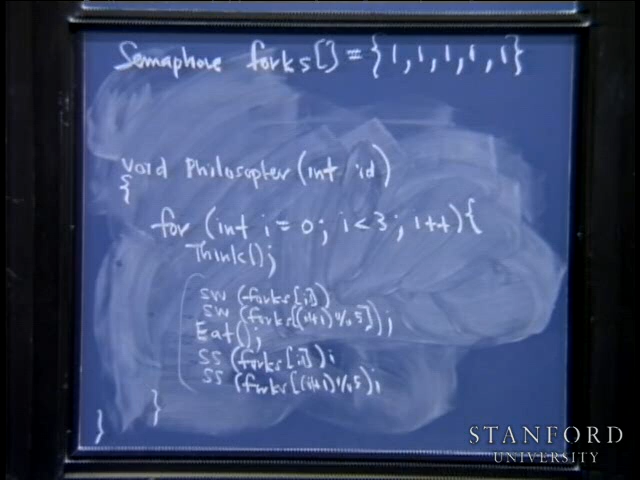 Semaphore forks[] = {1,1,1,1,1}
void Philosopher (int id)
{
for (int i = 0; i<3; i++){
Think();
SW (forks[id])
SW (forks[(id+1)%5]);
Eat();
SS (forks[id]);
SS (forks[(id+1)%5);
}
}
STANFORD
UNIVERSITY